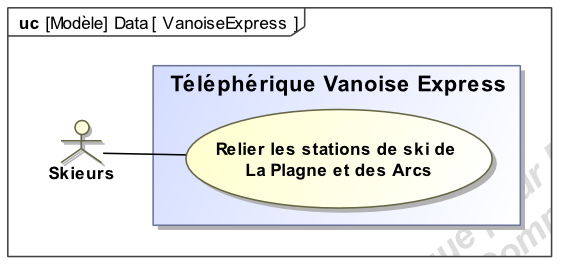 uc [Modèle] Data [ VanoiseExpress ]
Téléphérique Vanoise Express
Relier les stations de ski de
La Plagne et des Arcs
Skieurs